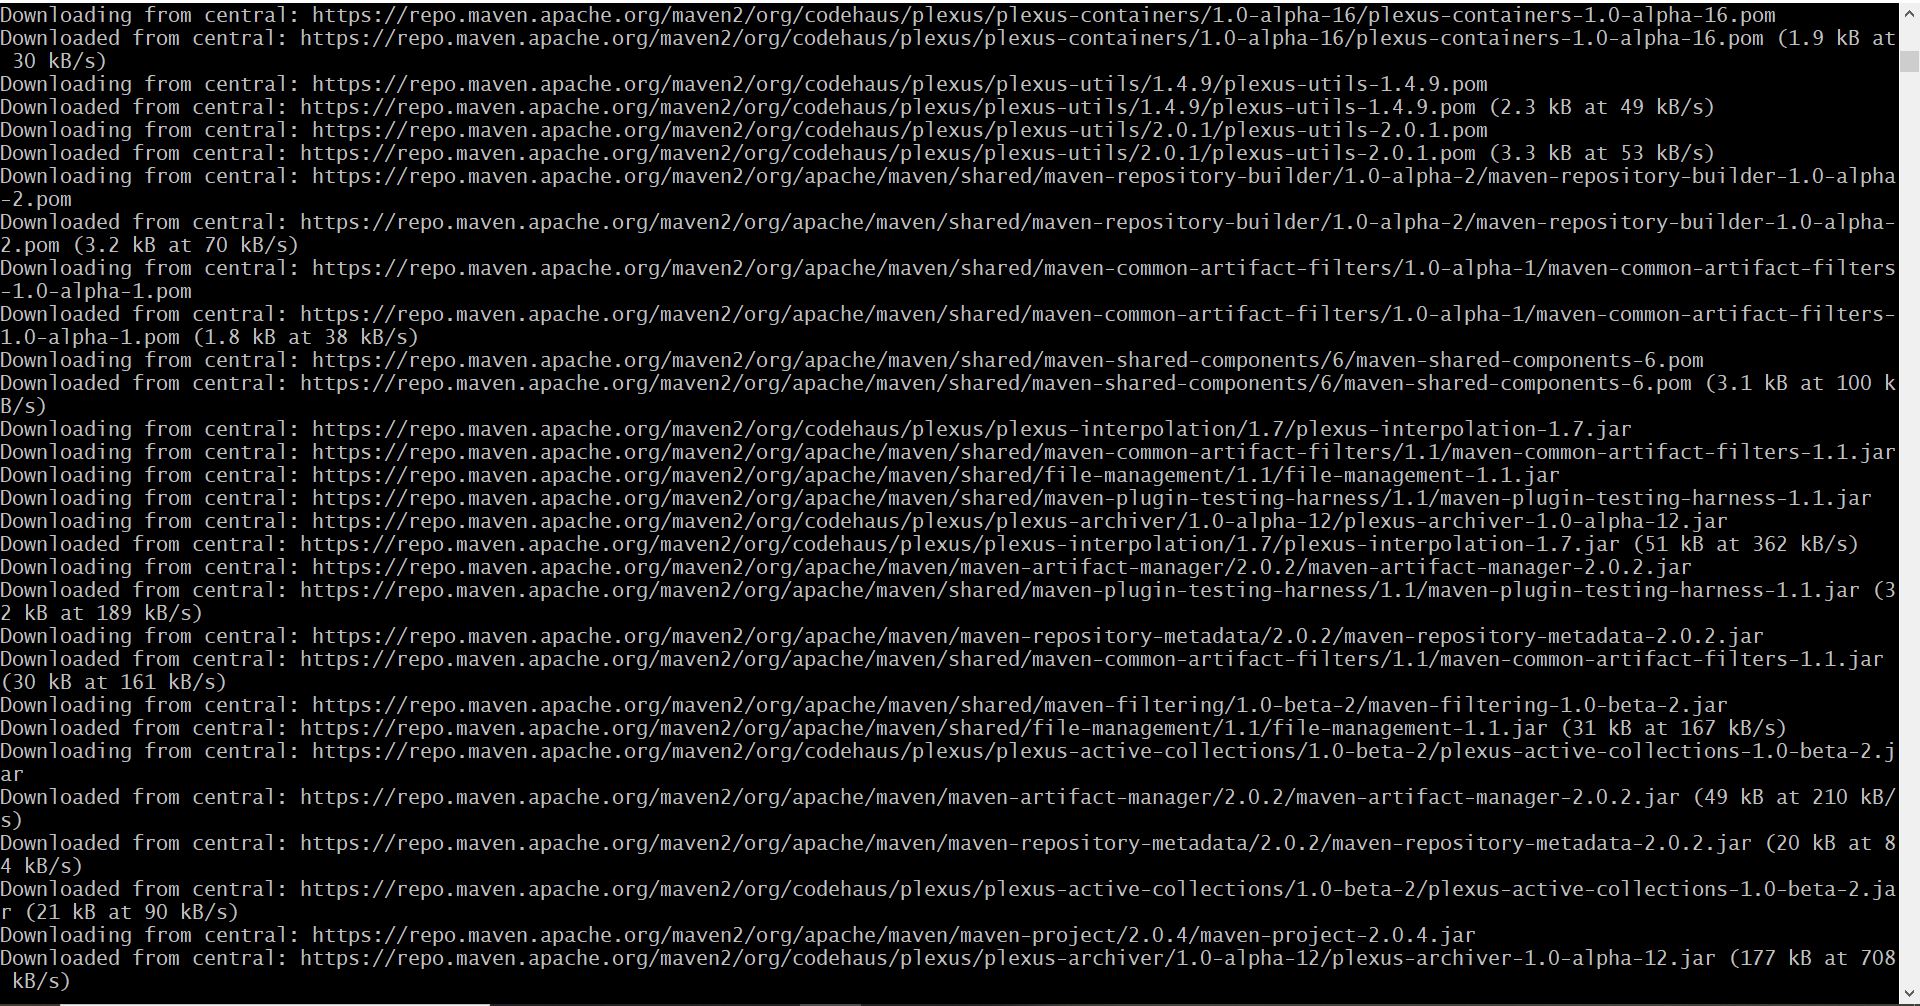 Downloading from central: https://repo.maven.apache.org/maven2/org/codehaus/plexus/plexus-containers/1.0-alpha-16/plexus-containers-1.0-alpha-16.pom
Downloaded from central: https://repo.maven.apache.org/maven2/org/codehaus/plexus/plexus-containers/1.0-alpha-16/plexus-containers-1.0-alpha-16.pom (1.9 kB at
 30 kB/s)
Downloading from central: https://repo.maven.apache.org/maven2/org/codehaus/plexus/plexus-utils/1.4.9/plexus-utils-1.4.9.pom
Downloaded from central: https://repo.maven.apache.org/maven2/org/codehaus/plexus/plexus-utils/1.4.9/plexus-utils-1.4.9.pom (2.3 kB at 49 kB/s)
Downloading from central: https://repo.maven.apache.org/maven2/org/codehaus/plexus/plexus-utils/2.0.1/plexus-utils-2.0.1.pom
Downloaded from central: https://repo.maven.apache.org/maven2/org/codehaus/plexus/plexus-utils/2.0.1/plexus-utils-2.0.1.pom (3.3 kB at 53 kB/s)
Downloading from central: https://repo.maven.apache.org/maven2/org/apache/maven/shared/maven-repository-builder/1.0-alpha-2/maven-repository-builder-1.0-alpha
-2.pom
Downloaded from central: https://repo.maven.apache.org/maven2/org/apache/maven/shared/maven-repository-builder/1.0-alpha-2/maven-repository-builder-1.0-alpha-
2.pom (3.2 kB at 70 kB/s)
Downloading from central: https://repo.maven.apache.org/maven2/org/apache/maven/shared/maven-common-artifact-filters/1.0-alpha-1/maven-common-artifact-filters
-1.0-alpha-1.pom
Downloaded from central: https://repo.maven.apache.org/maven2/org/apache/maven/shared/maven-common-artifact-filters/1.0-alpha-1/maven-common-artifact-filters-
1.0-alpha-1.pom (1.8 kB at 38 kB/s)
Downloading from central: https://repo.maven.apache.org/maven2/org/apache/maven/shared/maven-shared-components/6/maven-shared-components-6.pom
Downloaded from central: https://repo.maven.apache.org/maven2/org/apache/maven/shared/maven-shared-components/6/maven-shared-components-6.pom (3.1 kB at 100 k
B/s)
Downloading from central: https://repo.maven.apache.org/maven2/org/codehaus/plexus/plexus-interpolation/1.7/plexus-interpolation-1.7.jar
Downloading from central: https://repo.maven.apache.org/maven2/org/apache/maven/shared/maven-common-artifact-filters/1.1/maven-common-artifact-filters-1.1.jar
Downloading from central: https://repo.maven.apache.org/maven2/org/apache/maven/shared/file-management/1.1/file-management-1.1.jar
Downloading from central: https://repo.maven.apache.org/maven2/org/apache/maven/shared/maven-plugin-testing-harness/1.1/maven-plugin-testing-harness-1.1.jar
Downloading from central: https://repo.maven.apache.org/maven2/org/codehaus/plexus/plexus-archiver/1.0-alpha-12/plexus-archiver-1.0-alpha-12.jar
Downloaded from central: https://repo.maven.apache.org/maven2/org/codehaus/plexus/plexus-interpolation/1.7/plexus-interpolation-1.7.jar (51 kB at 362 kB/s)
Downloading from central: https://repo.maven.apache.org/maven2/org/apache/maven/maven-artifact-manager/2.0.2/maven-artifact-manager-2.0.2.jar
Downloaded from central: https://repo.maven.apache.org/maven2/org/apache/maven/shared/maven-plugin-testing-harness/1.1/maven-plugin-testing-harness-1.1.jar (3
2 kB at 189 kB/s)
Downloading from central: https://repo.maven.apache.org/maven2/org/apache/maven/maven-repository-metadata/2.0.2/maven-repository-metadata-2.0.2.jar
Downloaded from central: https://repo.maven.apache.org/maven2/org/apache/maven/shared/maven-common-artifact-filters/1.1/maven-common-artifact-filters-1.1.jar
(30 kB at 161 kB/s)
Downloading from central: https://repo.maven.apache.org/maven2/org/apache/maven/shared/maven-filtering/1.0-beta-2/maven-filtering-1.0-beta-2.jar
Downloaded from central: https://repo.maven.apache.org/maven2/org/apache/maven/shared/file-management/1.1/file-management-1.1.jar (31 kB at 167 kB/s)
Downloading from central: https://repo.maven.apache.org/maven2/org/codehaus/plexus/plexus-active-collections/1.0-beta-2/plexus-active-collections-1.0-beta-2.j
ar
Downloaded from central: https://repo.maven.apache.org/maven2/org/apache/maven/maven-artifact-manager/2.0.2/maven-artifact-manager-2.0.2.jar (49 kB at 210 kB/
s)
Downloaded from central: https://repo.maven.apache.org/maven2/org/apache/maven/maven-repository-metadata/2.0.2/maven-repository-metadata-2.0.2.jar (20 kB at 8
4 kB/s)
Downloaded from central: https://repo.maven.apache.org/maven2/org/codehaus/plexus/plexus-active-collections/1.0-beta-2/plexus-active-collections-1.0-beta-2.ja
r (21 kB at 90 kB/s)
Downloading from central: https://repo.maven.apache.org/maven2/org/apache/maven/maven-project/2.0.4/maven-project-2.0.4.jar
Downloaded from central: https://repo.maven.apache.org/maven2/org/codehaus/plexus/plexus-archiver/1.0-alpha-12/plexus-archiver-1.0-alpha-12.jar (177 kB at 708
 kB/s)